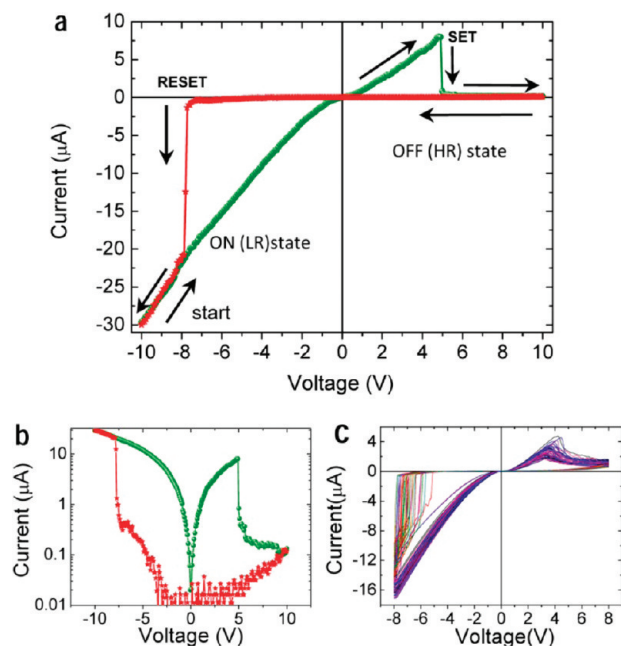 a
10
5
0
-5
-10
-15
-20
-25
-30
Current (µA)
RESET
SET
OFF (HR) state
ON (LR)state
start
-10 -8 -6 -4 -2 0 2 4 6 8 10
Voltage (V)
b
10
1
0.1
0.01
Current (µA)
-10 -5 0 5 10
Voltage (V)
c
4
0
-4
-8
-12
-16
Current(µA)
-8 -6 -4 -2 0 2 4 6 8
Voltage(V)